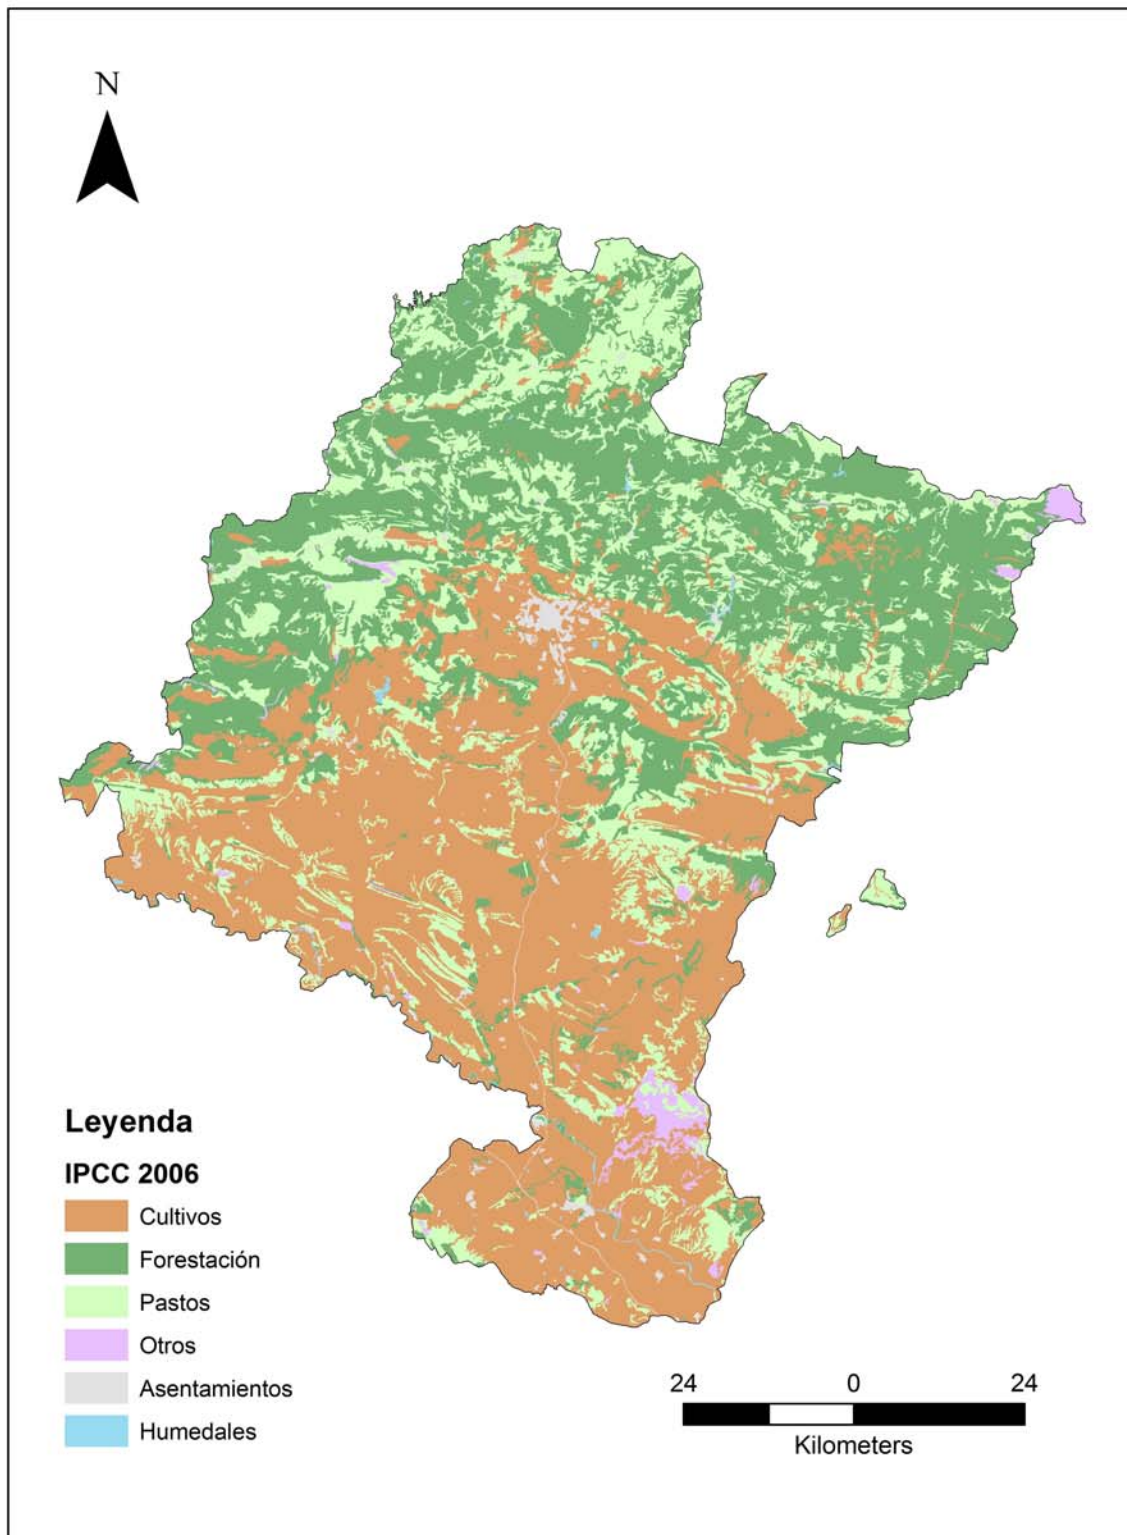 N
Leyenda
IPCC 2006
Cultivos
Forestación
Pastos
Otros
Asentamientos
Humedales
24 0 24
Kilometers